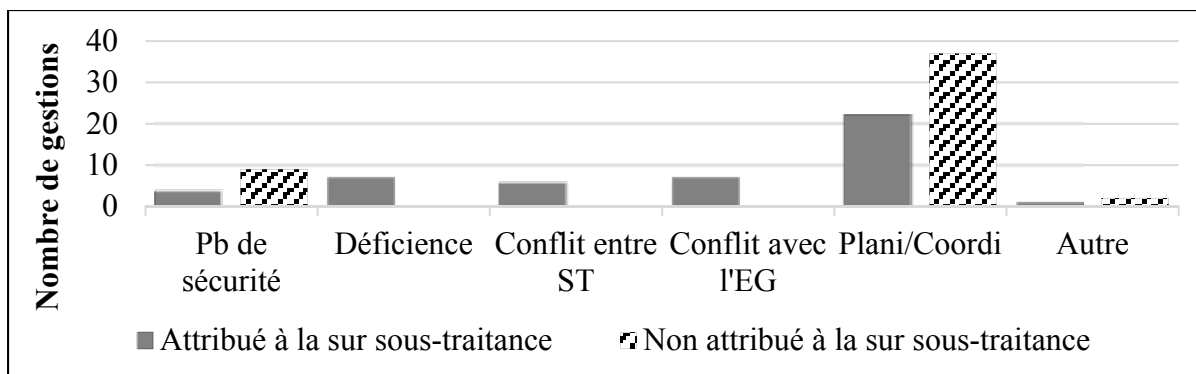 Nombre de gestions
40
30
20
10
0
Pb de sécurité
Déficience
Conflit entre ST
Conflit avec l'EG
Plani/Coordi
Autre
Attribué à la sur sous-traitance
Non attribué à la sur sous-traitance